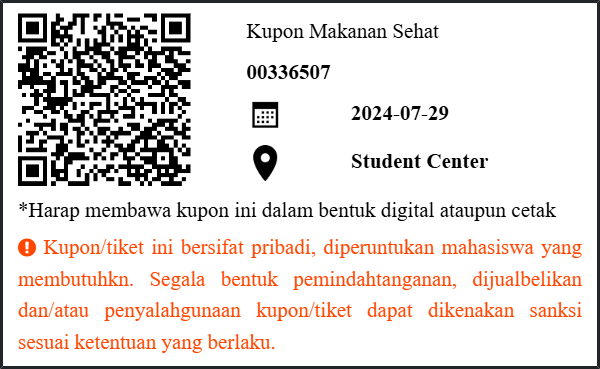 Kupon Makanan Sehat
00336507
2024-07-29
Student Center
*Harap membawa kupon ini dalam bentuk digital ataupun cetak
Kupon/tiket ini bersifat pribadi, diperuntukan mahasiswa yang
membutuhkn. Segala bentuk pemindahtanganan, dijualbelikan
dan/atau penyalahgunaan kupon/tiket dapat dikenakan sanksi
sesuai ketentuan yang berlaku.